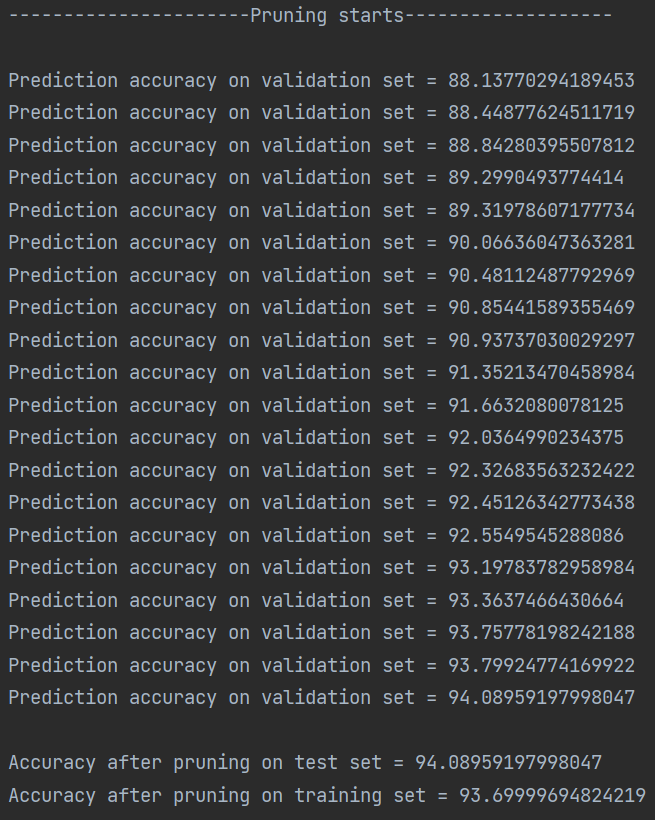 ----------------------Pruning starts-------------------
Prediction accuracy on validation set = 88.13770294189453
Prediction accuracy on validation set = 88.44877624511719
Prediction accuracy on validation set = 88.84280395507812
Prediction accuracy on validation set = 89.2990493774414
Prediction accuracy on validation set = 89.31978607177734
Prediction accuracy on validation set = 90.06636047363281
Prediction accuracy on validation set = 90.48112487792969
Prediction accuracy on validation set = 90.85441589355469
Prediction accuracy on validation set = 90.93737030029297
Prediction accuracy on validation set = 91.35213470458984
Prediction accuracy on validation set = 91.6632080078125
Prediction accuracy on validation set = 92.0364990234375
Prediction accuracy on validation set = 92.32683563232422
Prediction accuracy on validation set = 92.45126342773438
Prediction accuracy on validation set = 92.5549545288086
Prediction accuracy on validation set = 93.19783782958984
Prediction accuracy on validation set = 93.3637466430664
Prediction accuracy on validation set = 93.75778198242188
Prediction accuracy on validation set = 93.79924774169922
Prediction accuracy on validation set = 94.08959197998047
Accuracy after pruning on test set = 94.08959197998047
Accuracy after pruning on training set = 93.69999694824219